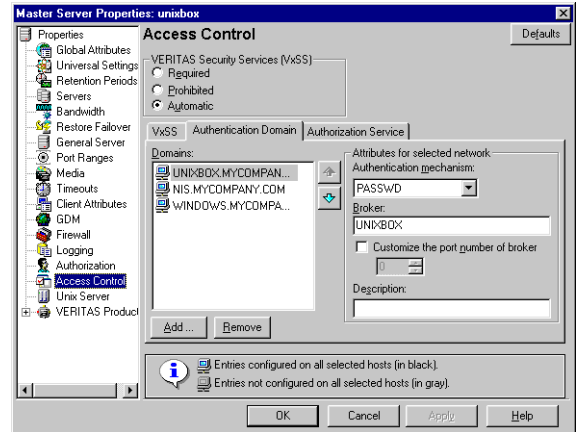 Master Server Properties: unixbox
Properties
Global Attributes
Universal Settings
Retention Periods
Servers
Bandwidth
Restore Failover
General Server
Port Ranges
Media
Timeouts
Client Attributes
GDM
Firewall
Logging
Authorization
Access Control
Unix Server
VERITAS Product
Access Control
Defaults
VERITAS Security Services (VxSS)
Required
Prohibited
Automatic
VxSS Authentication Domain Authorization Service
Domains:
UNIXBOX.MYCOMPAN...
NIS.MYCOMPANY.COM
WINDOWS.MYCOMPA...
Add ... Remove
Attributes for selected network
Authentication mechanism:
PASSWD
Broker:
UNIXBOX
Customize the port number of broker
0
Description:
Entries configured on all selected hosts (in black).
Entries not configured on all selected hosts (in gray).
OK Cancel Apply Help